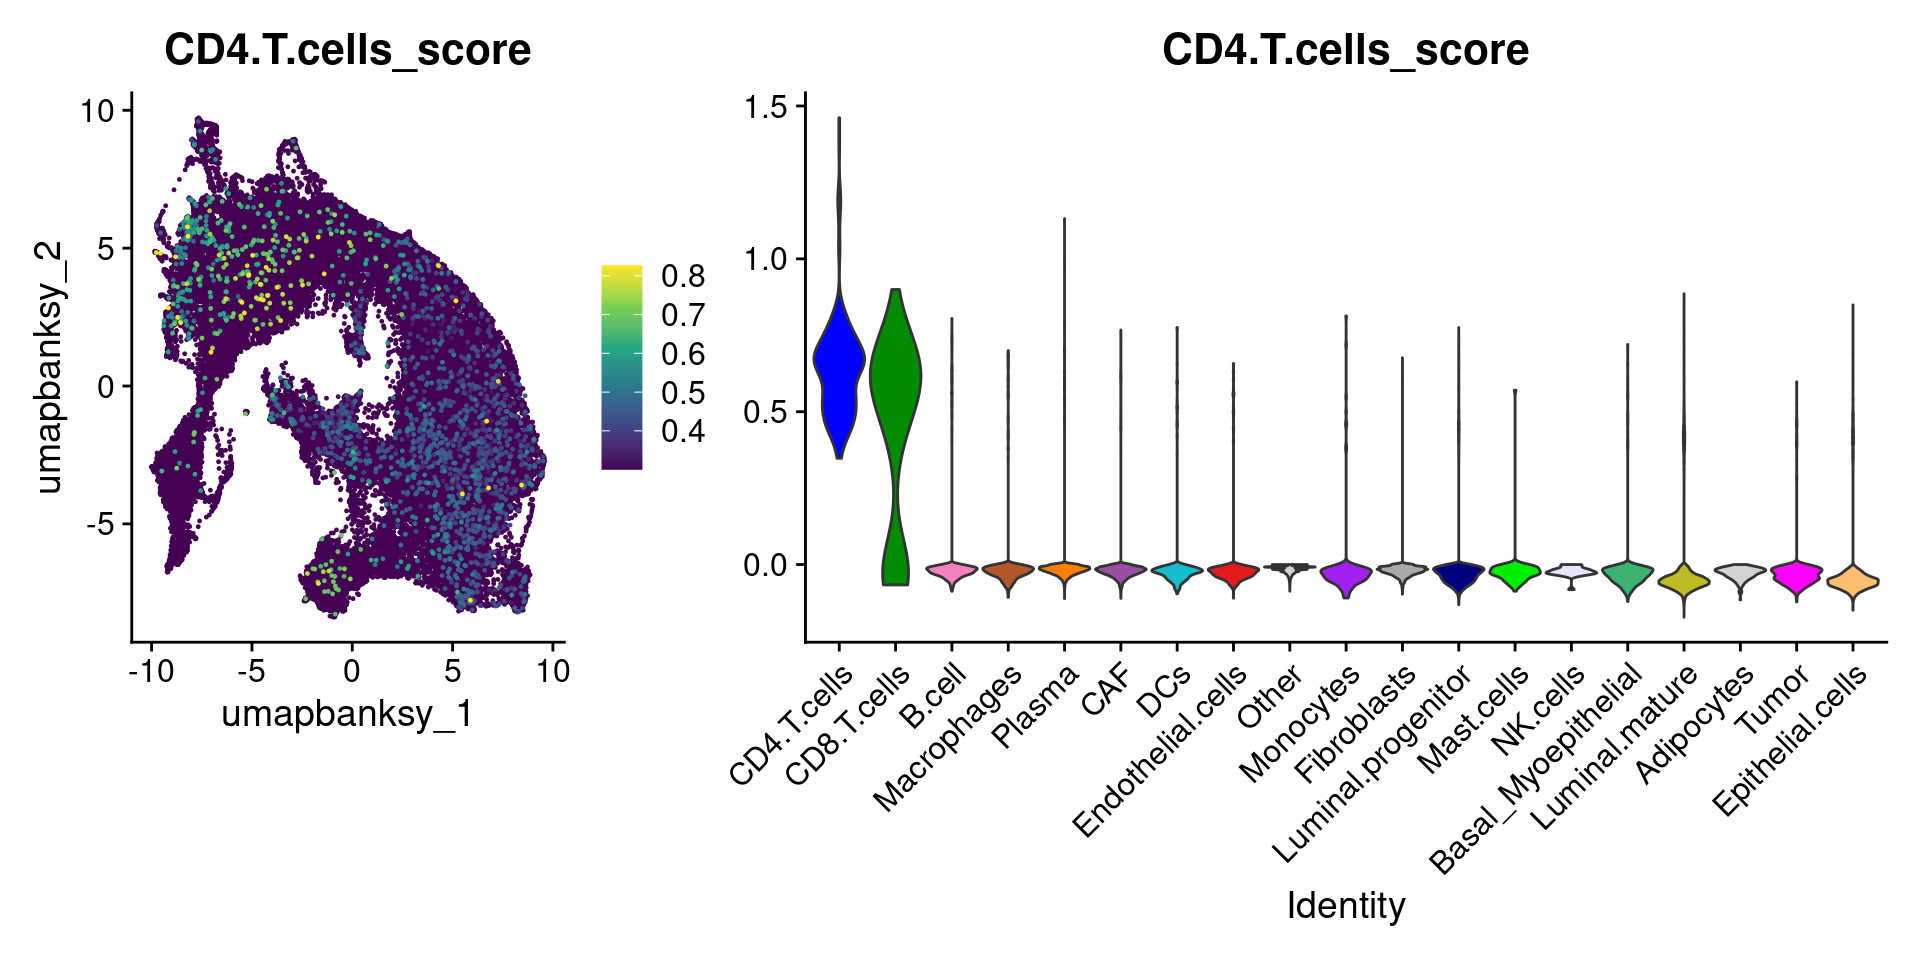 CD4.T.cells_score
10
5
0
-5
umapbanksy_2
-10
-5
0
5
10
umapbanksy_1
0.8
0.7
0.6
0.5
0.4
CD4.T.cells_score
1.5
1.0
0.5
0.0
CD4.T.cells
CD8.T.cells
B.cell
Macrophages
Plasma
CAF
DCs
Endothelial.cells
Other
Monocytes
Fibroblasts
Luminal.progenitor
Mast.cells
NK.cells
Basal_Myoepithelial
Luminal.mature
Adipocytes
Tumor
Epithelial.cells
Identity